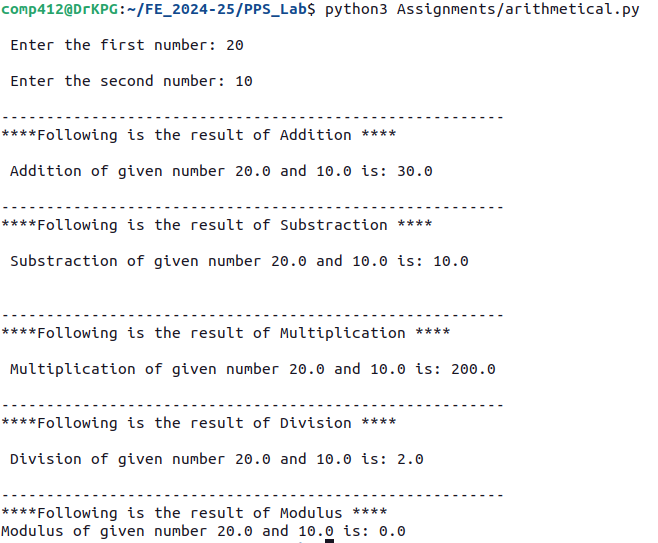 comp412@DrKPG:~/FE_2024-25/PPS_Lab$ python3 Assignments/arithmetical.py
Enter the first number: 20
Enter the second number: 10
--------------------------------------------------------
****Following is the result of Addition ****
Addition of given number 20.0 and 10.0 is: 30.0
--------------------------------------------------------
****Following is the result of Substraction ****
Substraction of given number 20.0 and 10.0 is: 10.0
--------------------------------------------------------
****Following is the result of Multiplication ****
Multiplication of given number 20.0 and 10.0 is: 200.0
--------------------------------------------------------
****Following is the result of Division ****
Division of given number 20.0 and 10.0 is: 2.0
--------------------------------------------------------
****Following is the result of Modulus ****
Modulus of given number 20.0 and 10.0 is: 0.0